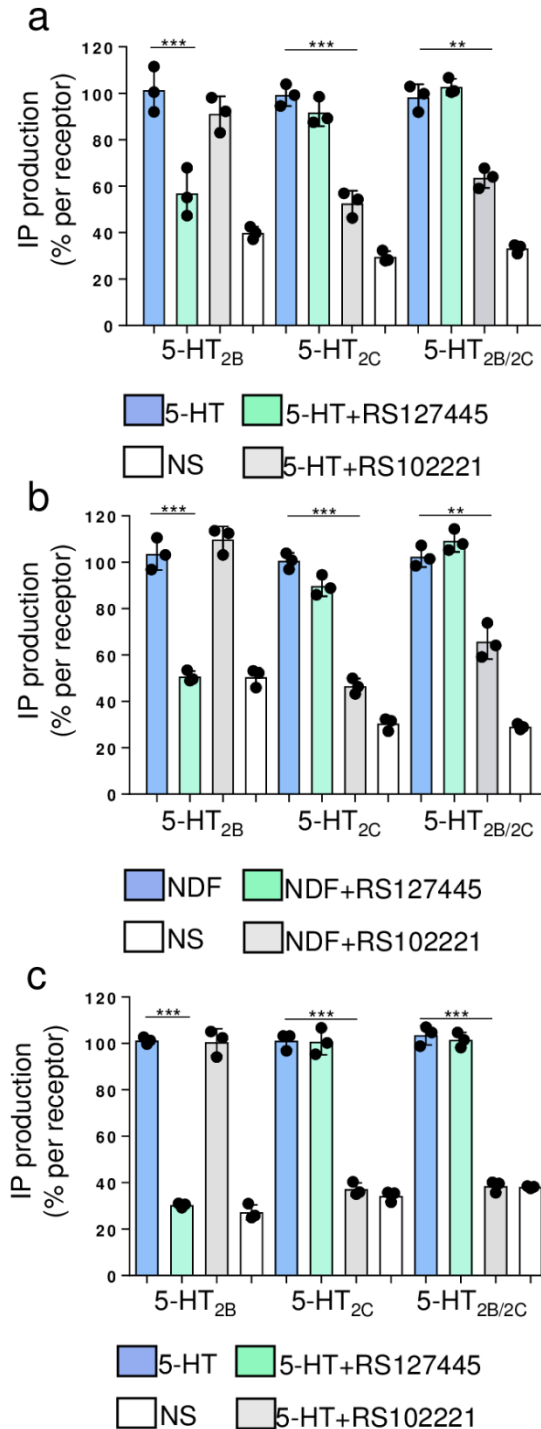 a
IP production
(% per receptor)
120
100
80
60
40
20
0
*** *** **
5-HT2B 5-HT2C 5-HT2B/2C
5-HT 5-HT+RS127445
NS 5-HT+RS102221
b
IP production
(% per receptor)
120
100
80
60
40
20
0
*** *** **
5-HT2B 5-HT2C 5-HT2B/2C
NDF NDF+RS127445
NS NDF+RS102221
c
IP production
(% per receptor)
120
100
80
60
40
20
0
*** *** ***
5-HT2B 5-HT2C 5-HT2B/2C
5-HT 5-HT+RS127445
NS 5-HT+RS102221